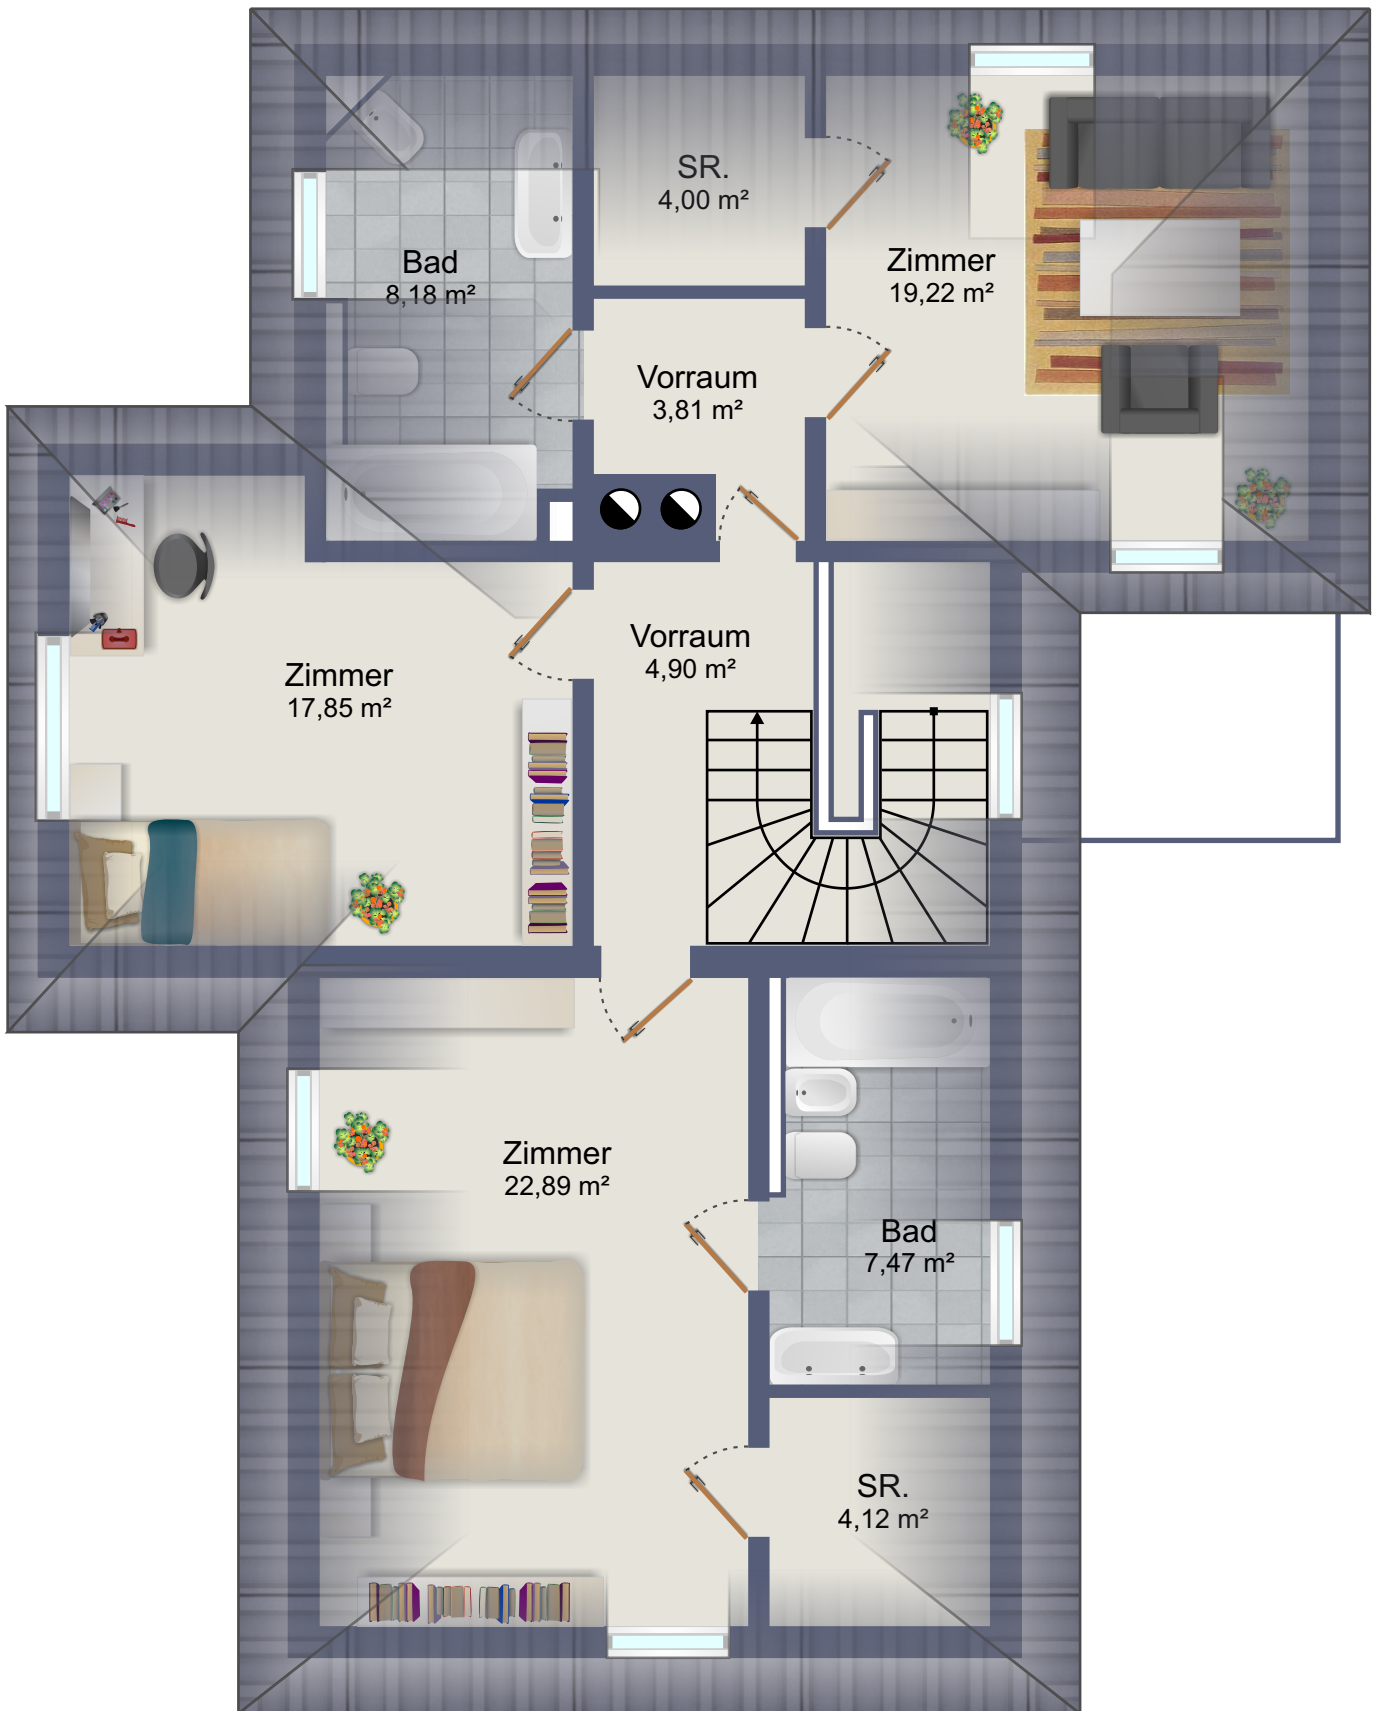 SR.
4,00 m²
Bad
8,18 m²
Zimmer
19,22 m²
Vorraum
3,81 m²
Vorraum
4,90 m²
Zimmer
17,85 m²
Zimmer
22,89 m²
Bad
7,47 m²
SR.
4,12 m²